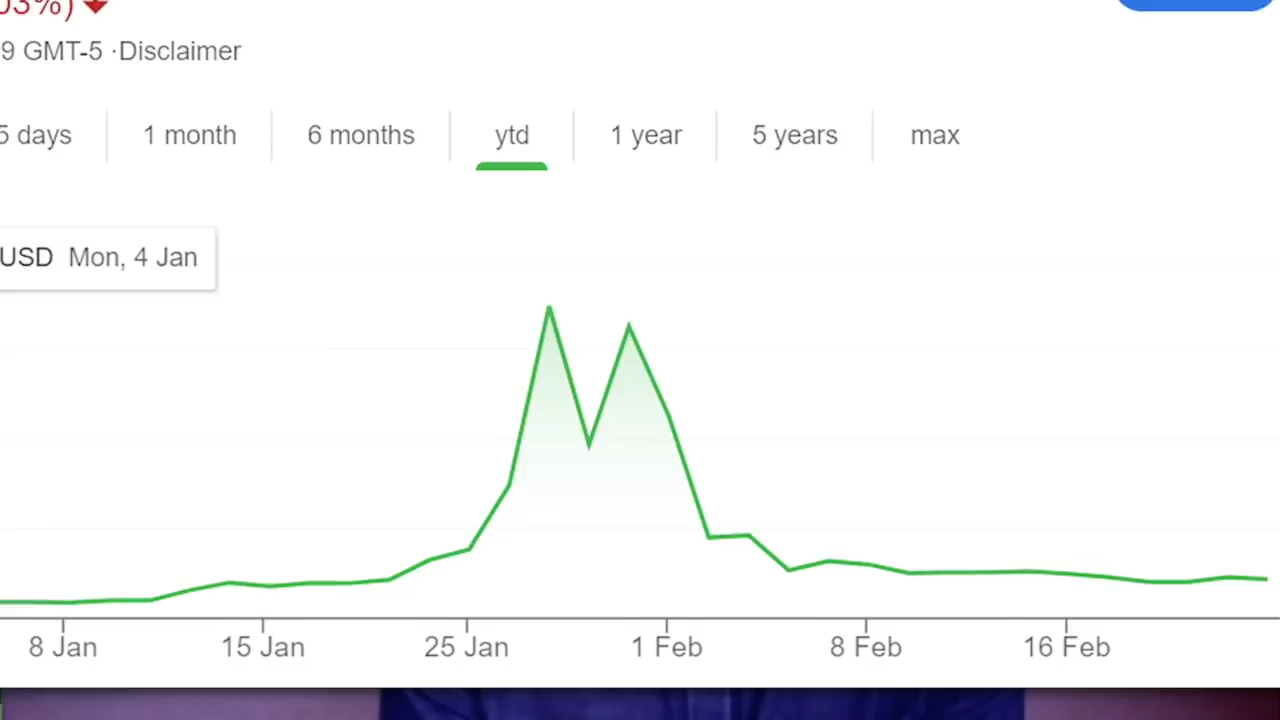 03%)
9 GMT-5 ·Disclaimer
5 days 1 month 6 months ytd 1 year 5 years max
USD Mon, 4 Jan
8 Jan 15 Jan 25 Jan 1 Feb 8 Feb 16 Feb